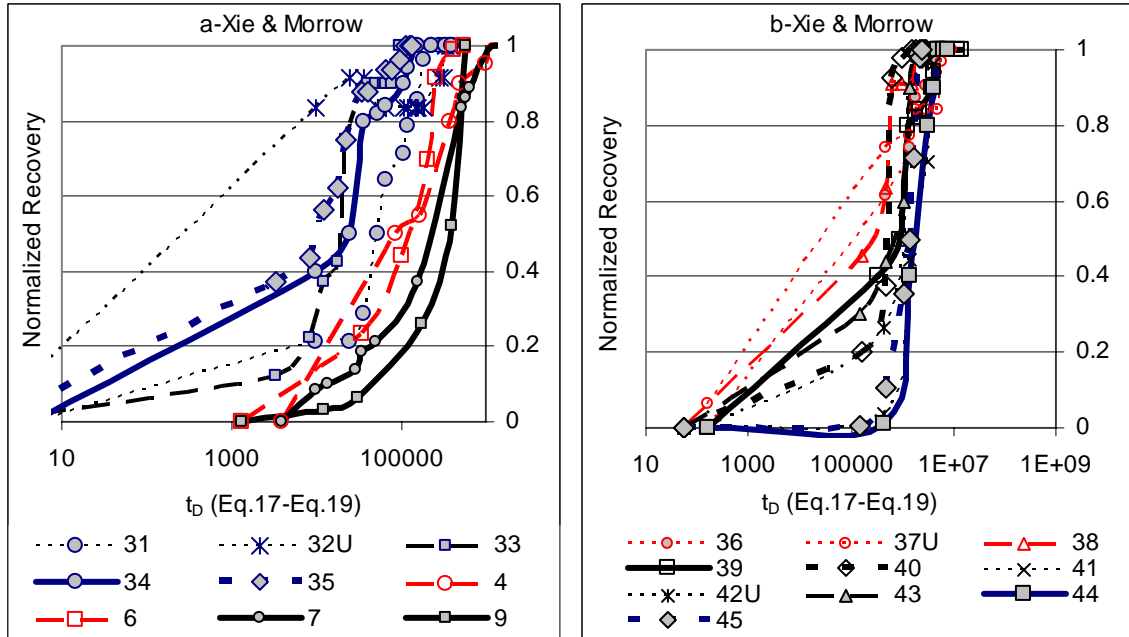 a-Xie & Morrow
Normalized Recovery
1
0.8
0.6
0.4
0.2
0
10 1000 100000
t_D (Eq.17-Eq.19)
31 32U 33
34 35 4
6 7 9
b-Xie & Morrow
Normalized Recovery
1
0.8
0.6
0.4
0.2
0
10 1000 100000 1E+07 1E+09
t_D (Eq.17-Eq.19)
36 37U 38
39 40 41
42U 43 44
45